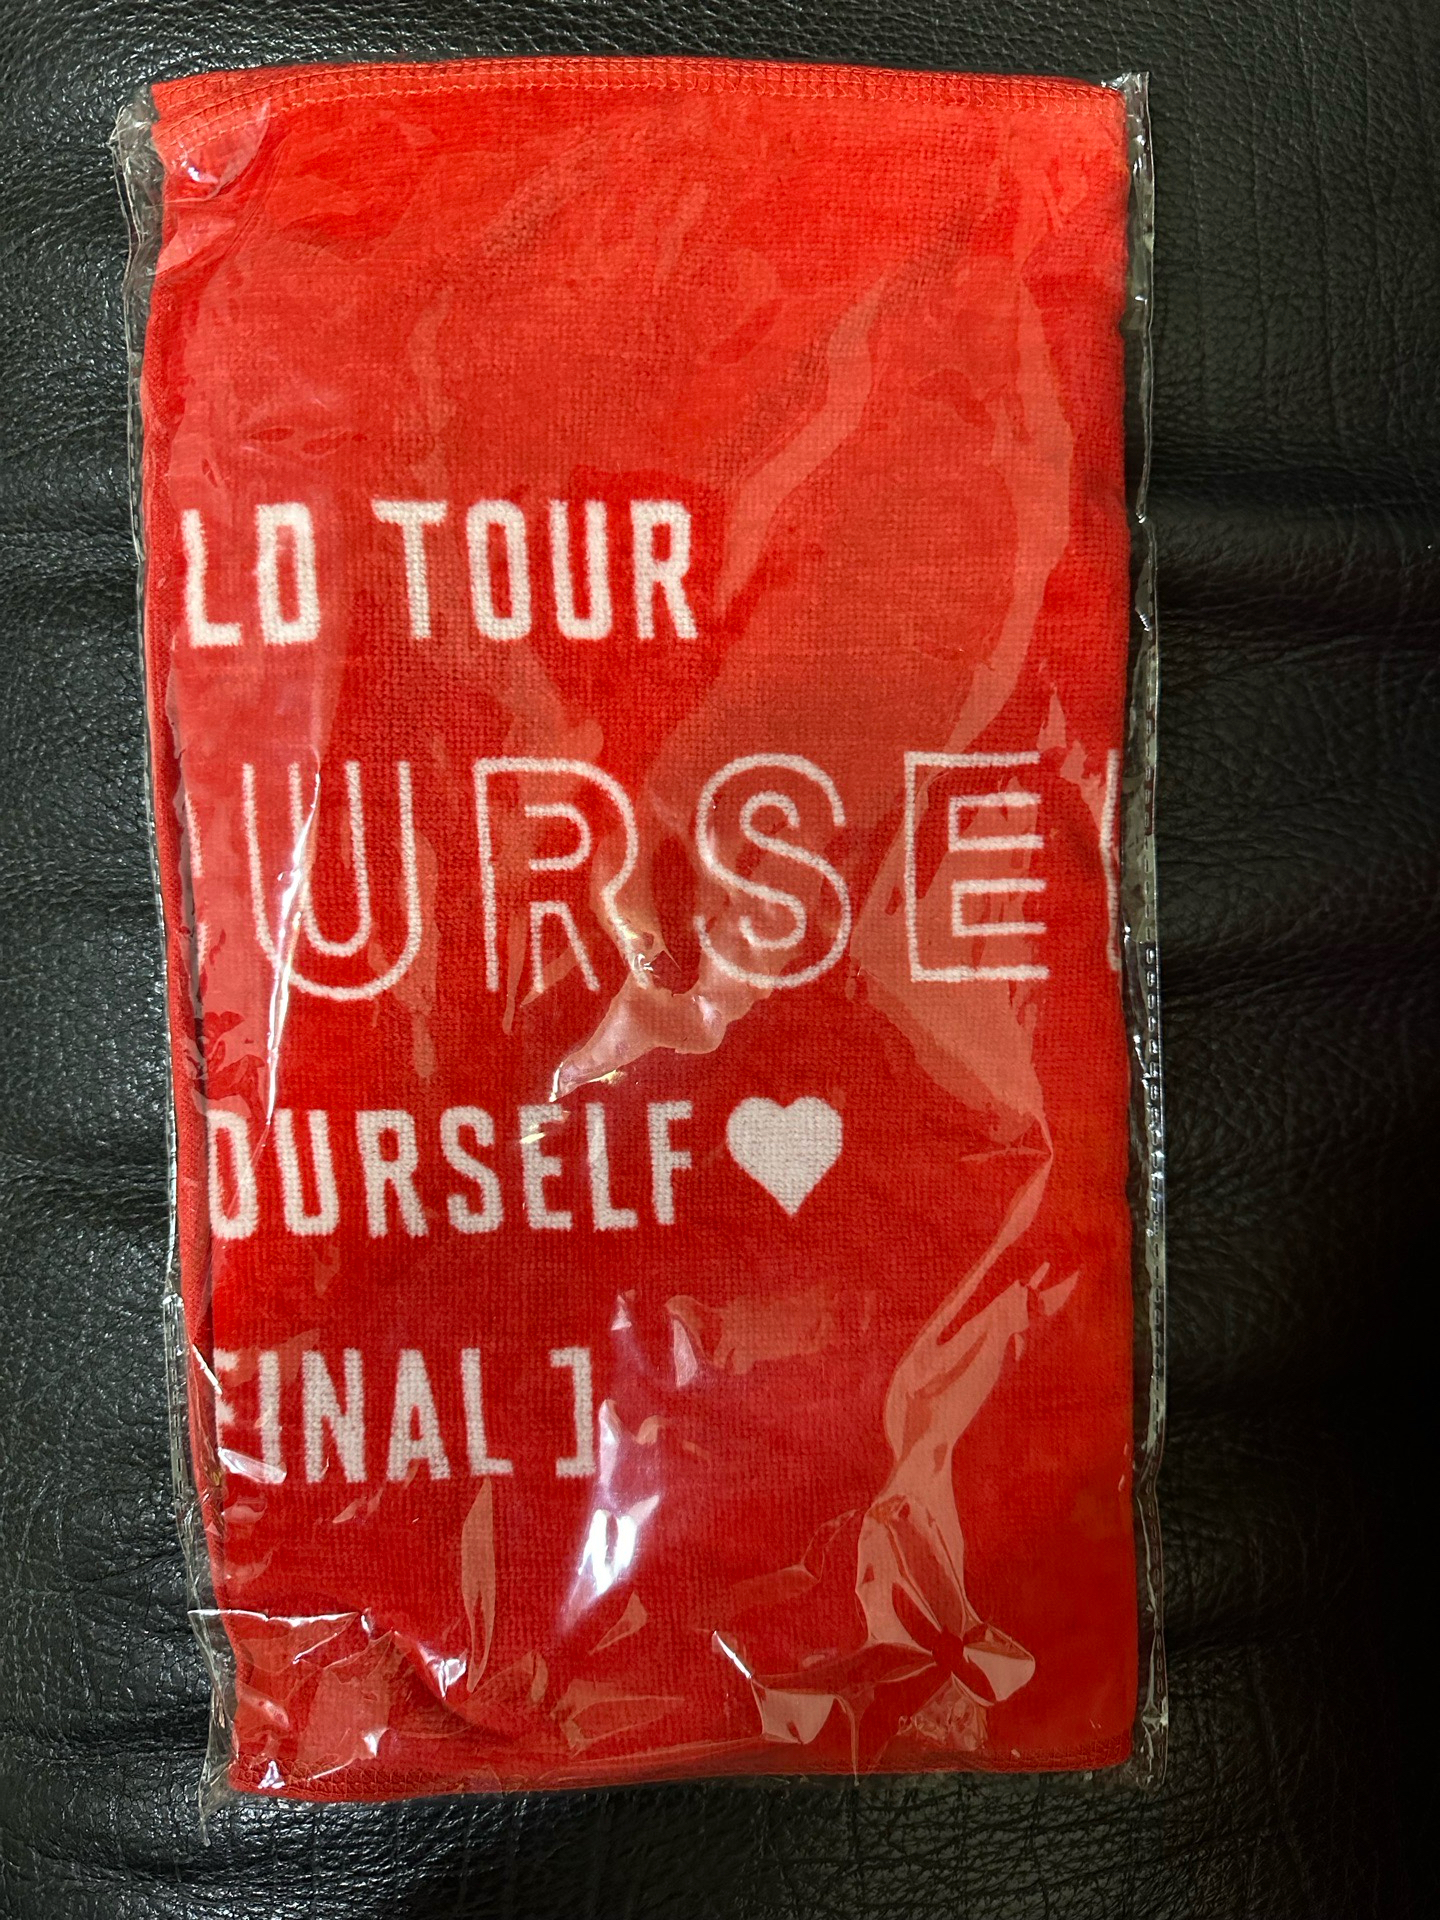 LD TOUR
URSE
OURSELF♥
FINAL ]